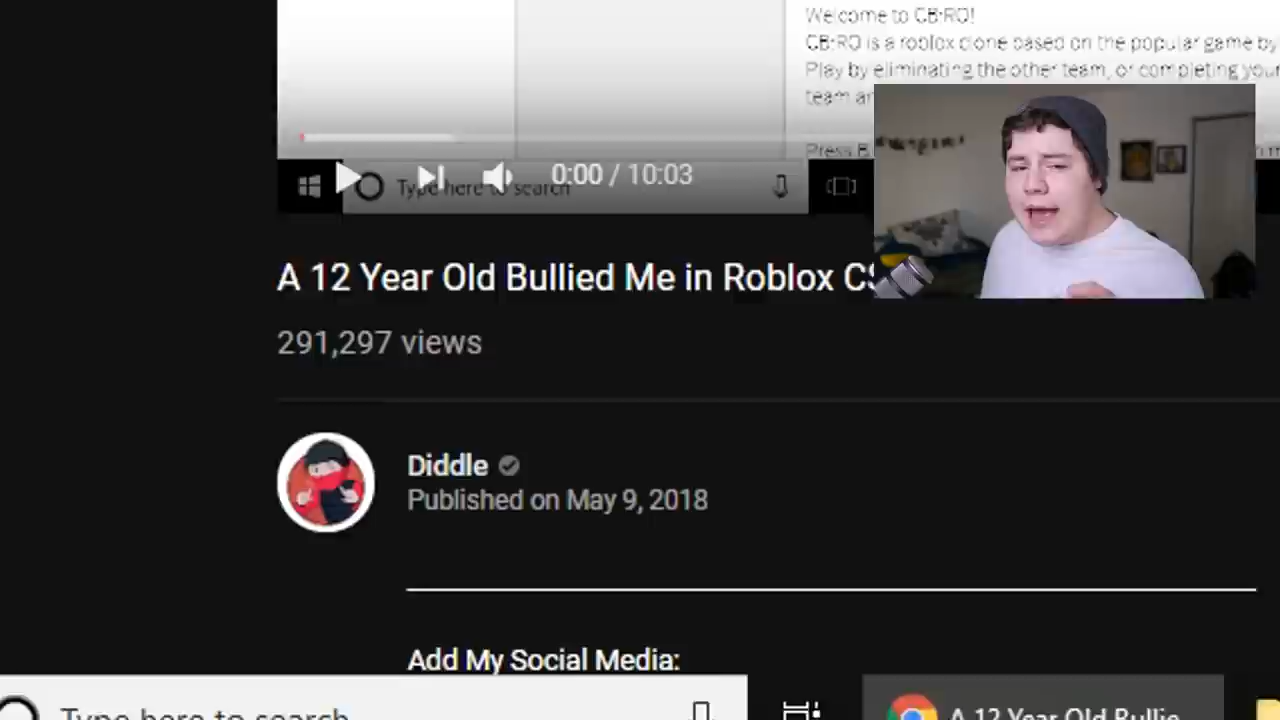 Welcome to CB:RO!
CB:RO is a roblox clone based on the popular game by
Play by eliminating the other team, or completing your
team
Press B
Type here to search
0:00 / 10:03
A 12 Year Old Bullied Me in Roblox CS
291,297 views
Diddle
Published on May 9, 2018
Add My Social Media:
Type here to search
A 12 Year Old Bullie